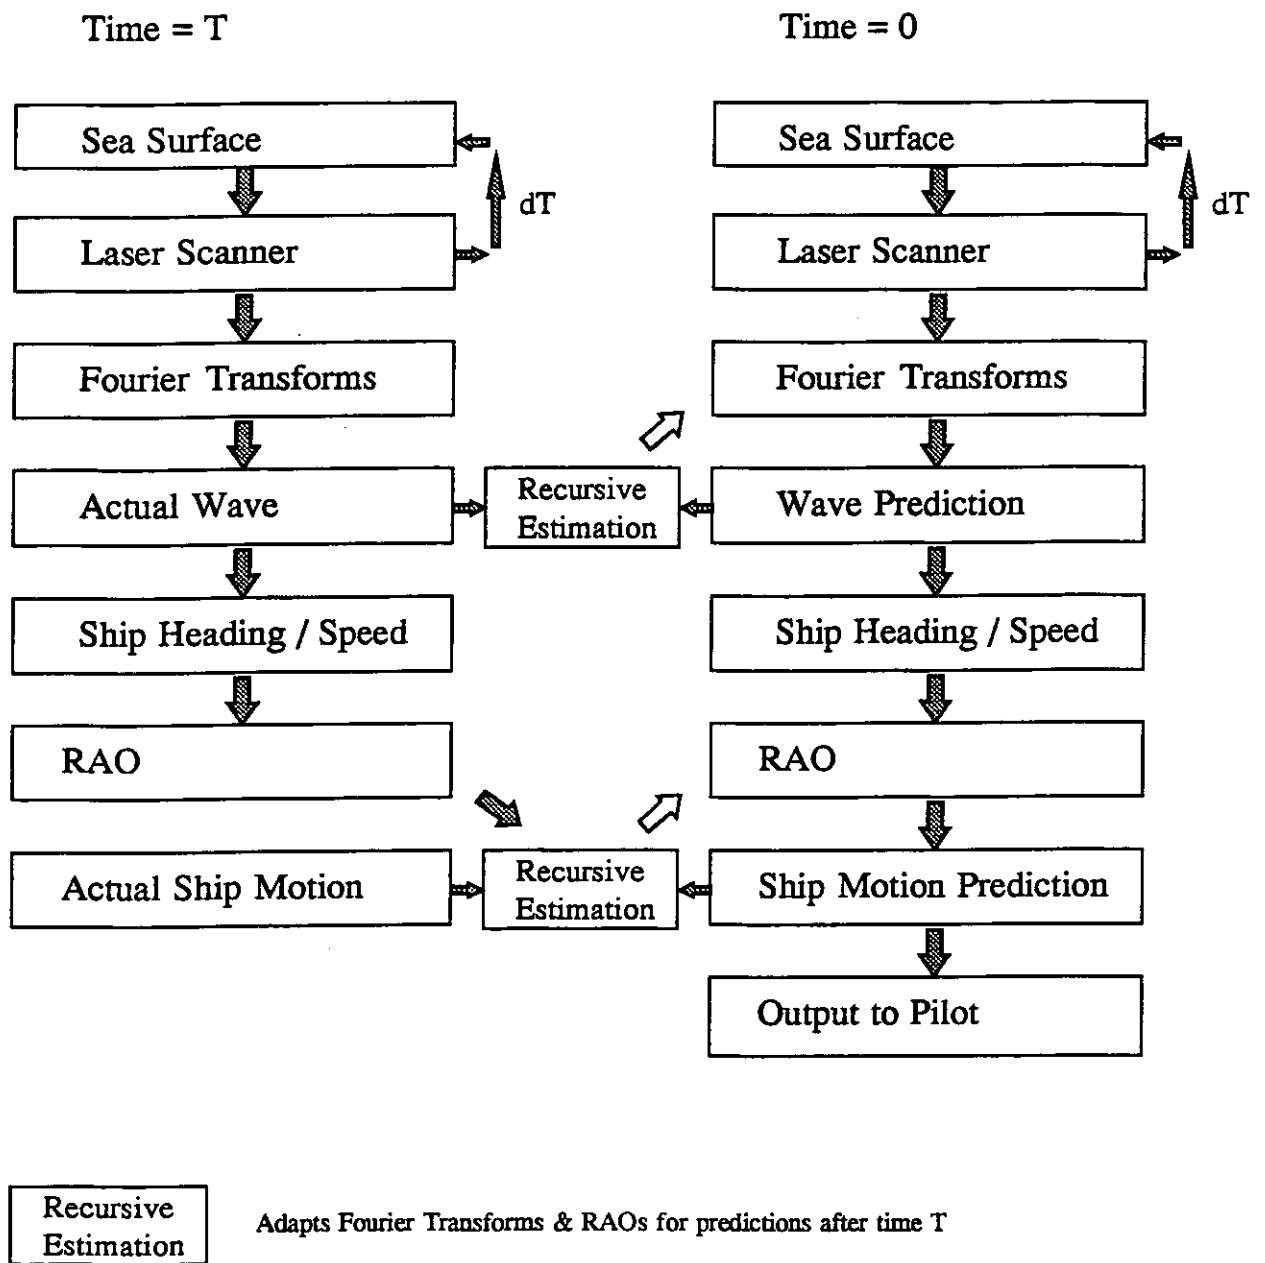 Time = T
Time = 0
Sea Surface
Sea Surface
dT
dT
Laser Scanner
Laser Scanner
Fourier Transforms
Fourier Transforms
Actual Wave
Recursive
Estimation
Wave Prediction
Ship Heading / Speed
Ship Heading / Speed
RAO
RAO
Actual Ship Motion
Recursive
Estimation
Ship Motion Prediction
Output to Pilot
Recursive
Estimation
Adapts Fourier Transforms & RAOs for predictions after time T